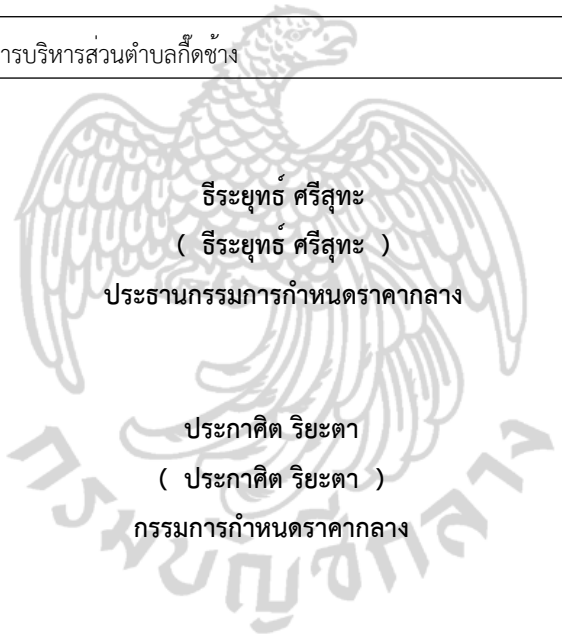 ารบริหารส่วนตำบลกื๊ดช้าง
ธีระยุทธ์ ศรีสุทะ
( ธีระยุทธ์ ศรีสุทะ )
ประธานกรรมการกำหนดราคากลาง
ประกาศิต ริยะตา
( ประกาศิต ริยะตา )
กรรมการกำหนดราคากลาง
กรมบัญชีกลาง